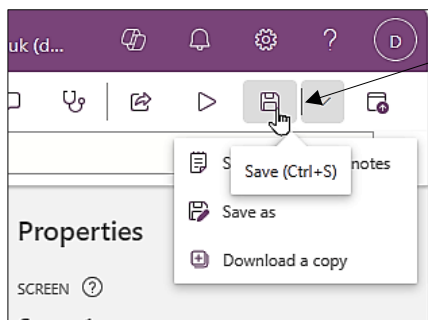 uk (d...
?
D
notes
Save (Ctrl+S)
Save as
Download a copy
Properties
SCREEN ?